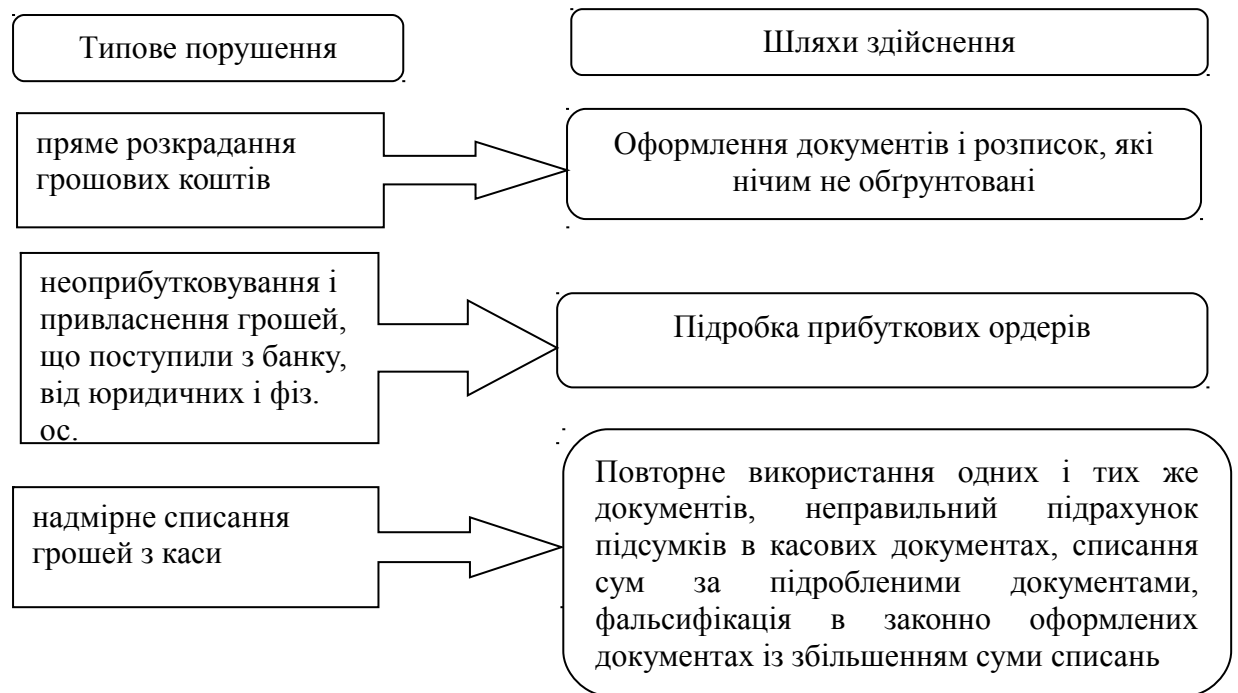 Типове порушення
Шляхи здійснення
пряме розкрадання
грошових коштів
Оформлення документів і розписок, які
нічим не обґрунтовані
неоприбутковування і
привласнення грошей,
що поступили з банку,
від юридичних і фіз.
ос.
Підробка прибуткових ордерів
надмірне списання
грошей з каси
Повторне використання одних і тих же
документів, неправильний підрахунок
підсумків в касових документах, списання
сум за підробленими документами,
фальсифікація в законно оформлених
документах із збільшенням суми списань